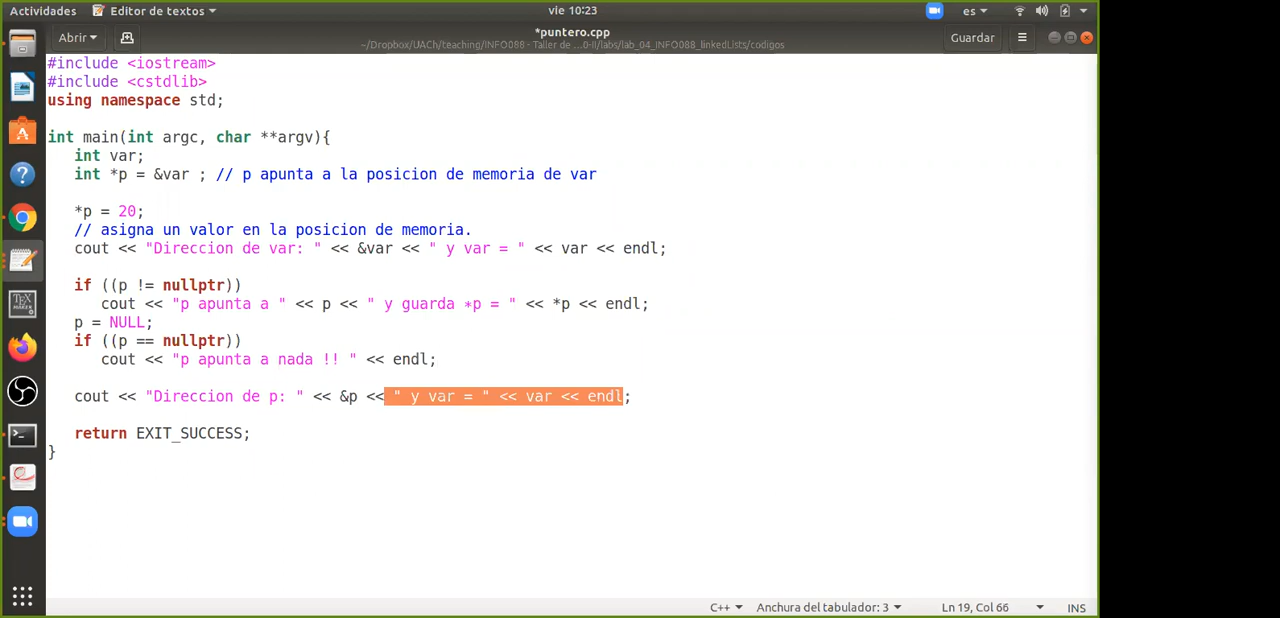 Actividades Editor de textos vie 10:23 es
Abrir *puntero.cpp Guardar
~/Dropbox/UACh/teaching/INFO088 - Taller de ...0-II/labs/lab_04_INFO088_linkedLists/codigos
#include <iostream>
#include <cstdlib>
using namespace std;
int main(int argc, char **argv){
int var;
int *p = &var ; // p apunta a la posicion de memoria de var
*p = 20;
// asigna un valor en la posicion de memoria.
cout << "Direccion de var: " << &var << " y var = " << var << endl;
if ((p != nullptr))
cout << "p apunta a " << p << " y guarda *p = " << *p << endl;
p = NULL;
if ((p == nullptr))
cout << "p apunta a nada !! " << endl;
cout << "Direccion de p: " << &p << " y var = " << var << endl;
return EXIT_SUCCESS;
}
C++ Anchura del tabulador: 3 Ln 19, Col 66 INS